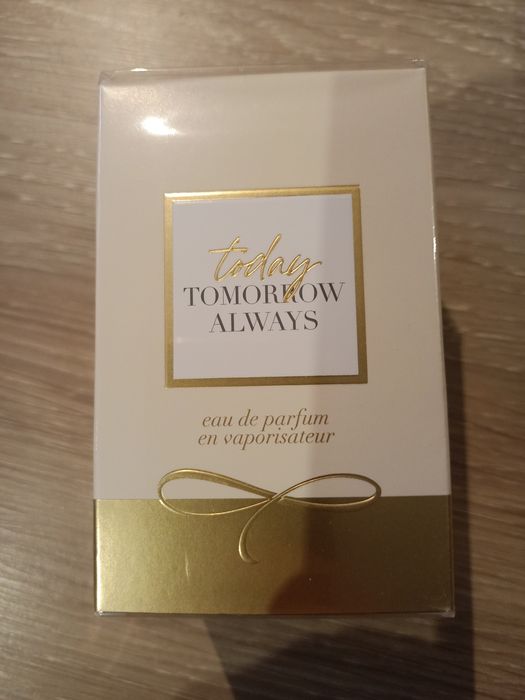 today
TOMORROW
ALWAYS
eau de parfum
en vaporisateur